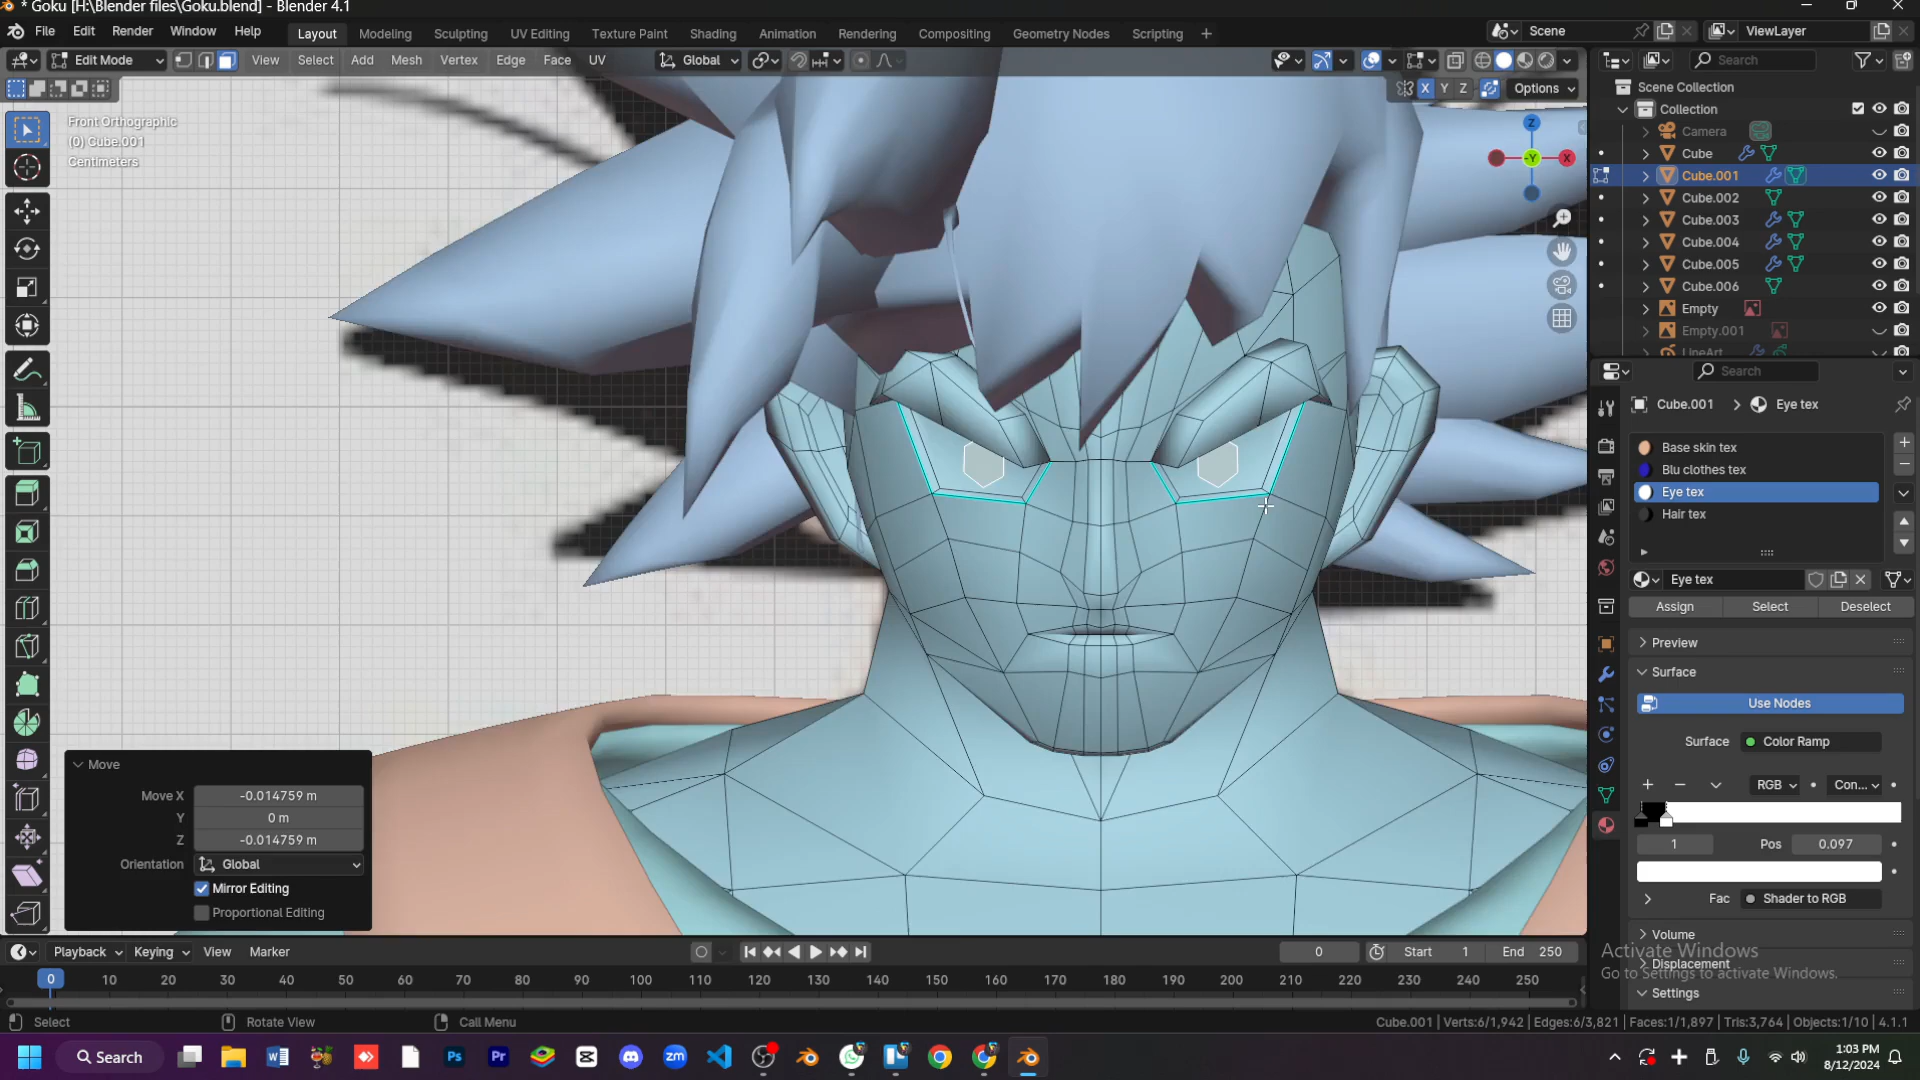 * Goku [H:\Blender files\Goku.blend] - Blender 4.1
File Edit Render Window Help Layout Modeling Sculpting UV Editing Texture Paint Shading Animation Rendering Compositing Geometry Nodes Scripting + Scene ViewLayer
Edit Mode View Select Add Mesh Vertex Edge Face UV Global Search
X Y Z Options
Front Orthographic
(0) Cube.001
Centimeters
Z
-Y
X
Scene Collection
Collection
Camera
Cube
Cube.001
Cube.002
Cube.003
Cube.004
Cube.005
Cube.006
Empty
Empty.001
LineArt
Search
Cube.001 > Eye tex
Base skin tex
Blu clothes tex
Eye tex
Hair tex
Eye tex
Assign Select Deselect
Preview
Surface
Use Nodes
Surface Color Ramp
RGB Con...
1 Pos 0.097
Fac Shader to RGB
Volume
Displacement
Settings
Activate Windows
Go to Settings to activate Windows.
Move
Move X -0.014759 m
Y 0 m
Z -0.014759 m
Orientation Global
Mirror Editing
Proportional Editing
Playback Keying View Marker 0 Start 1 End 250
0 10 20 30 40 50 60 70 80 90 100 110 120 130 140 150 160 170 180 190 200 210 220 230 240 250
Select Rotate View Call Menu Cube.001 | Verts:6/1,942 | Edges:6/3,821 | Faces:1/1,897 | Tris:3,764 | Objects:1/10 | 4.1.1
Search Ps Pr zm 1:03 PM
8/12/2024